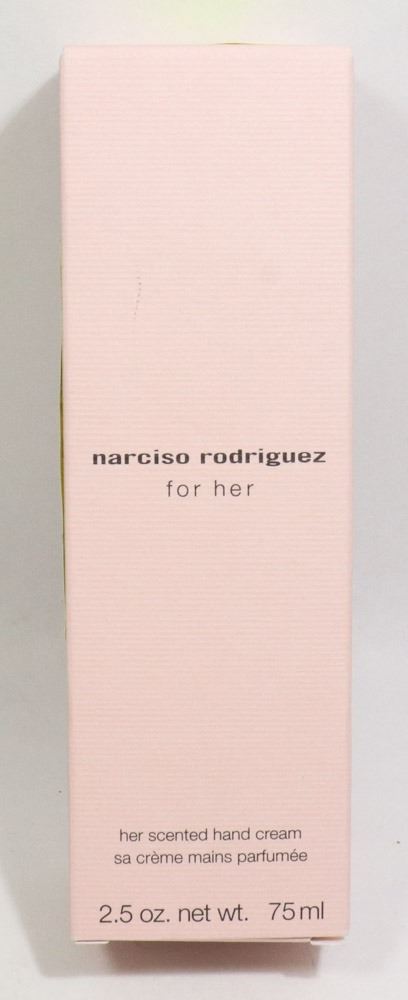 narciso rodriguez
for her
her scented hand cream
sa crème mains parfumée
2.5 oz. net wt. 75 ml